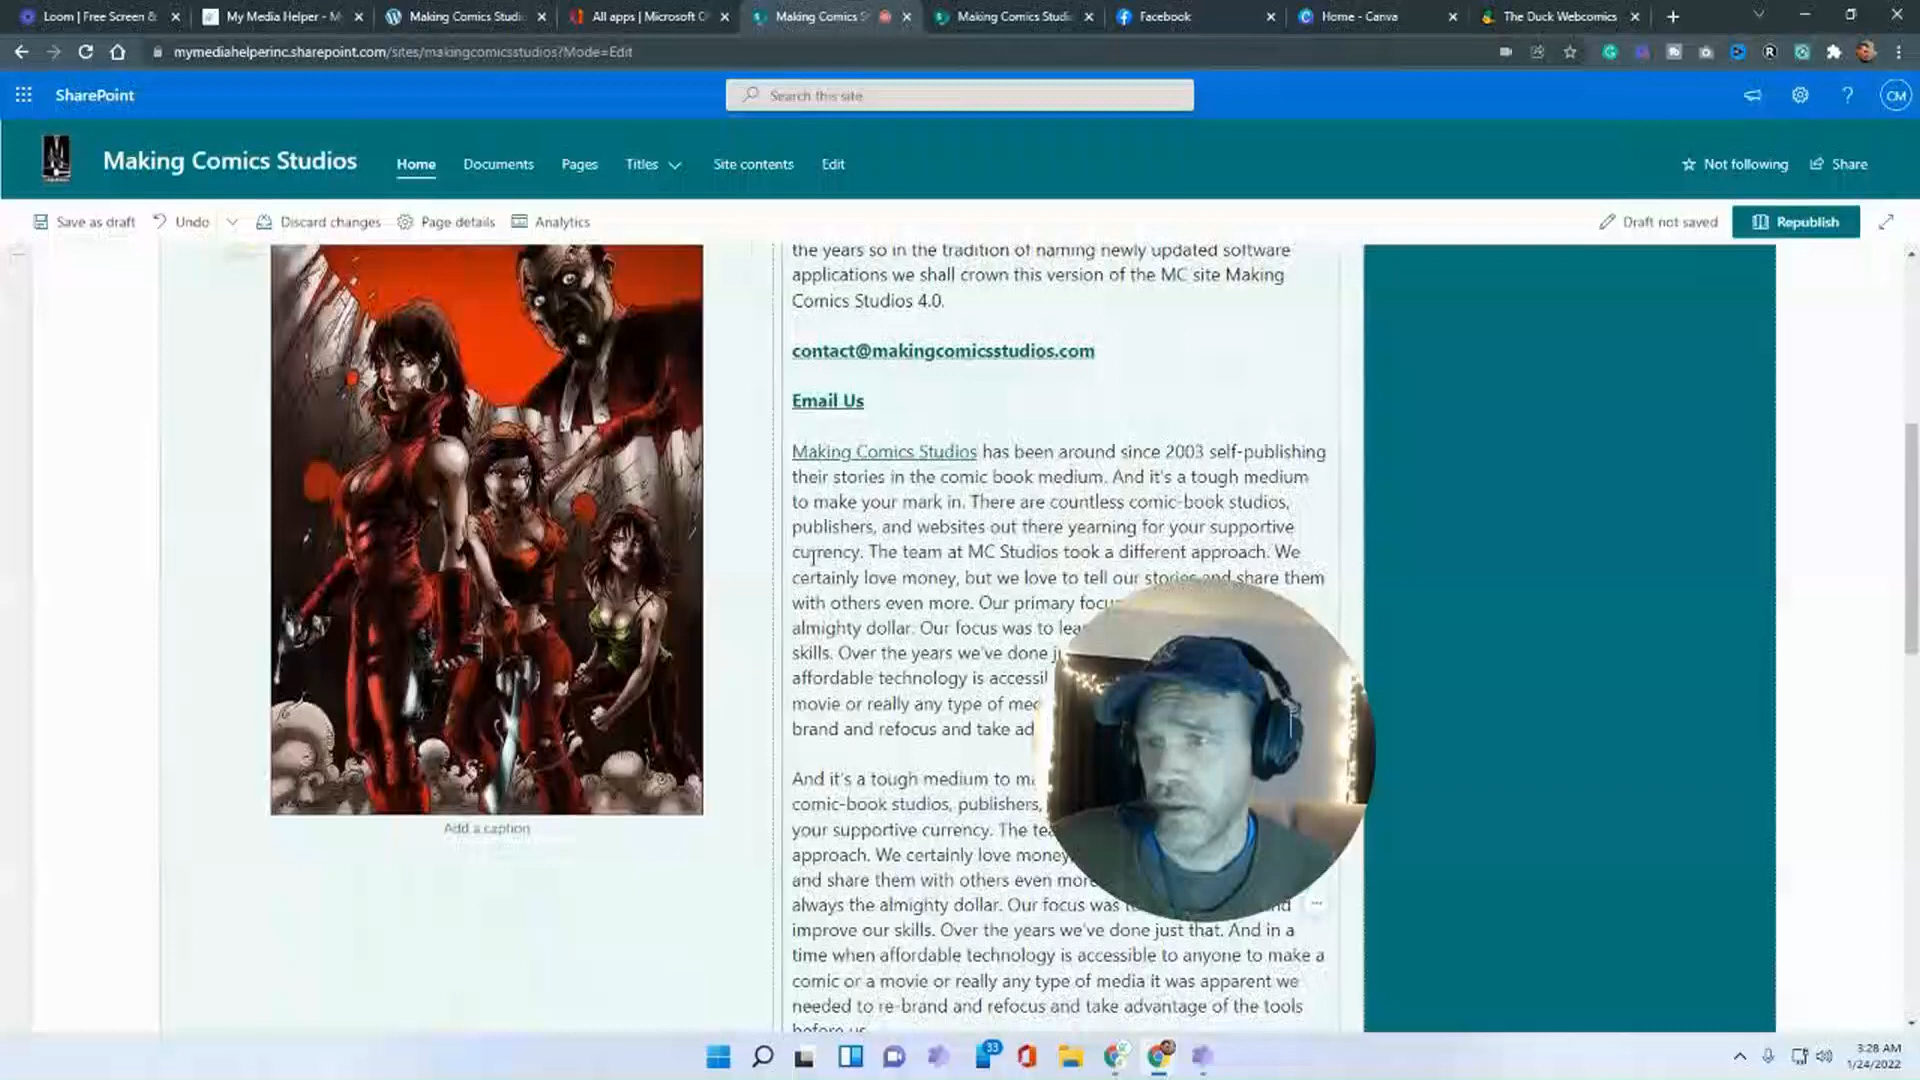 Loom | Free Screen &
My Media Helper - M
Making Comics Studi
All apps | Microsoft O
Making Comics S
Making Comics Studi
Facebook
Home - Canva
The Duck Webcomics
mymediahelperinc.sharepoint.com/sites/makingcomicsstudios?Mode=Edit
SharePoint
Search this site
CM
Making Comics Studios
Home
Documents
Pages
Titles
Site contents
Edit
Not following
Share
Save as draft
Undo
Discard changes
Page details
Analytics
Draft not saved
Republish
the years so in the tradition of naming newly updated software
applications we shall crown this version of the MC site Making
Comics Studios 4.0.
contact@makingcomicsstudios.com
Email Us
Making Comics Studios has been around since 2003 self-publishing
their stories in the comic book medium. And it's a tough medium
to make your mark in. There are countless comic-book studios,
publishers, and websites out there yearning for your supportive
currency. The team at MC Studios took a different approach. We
certainly love money, but we love to tell our stories and share them
with others even more. Our primary focu
almighty dollar. Our focus was to lea
skills. Over the years we've done j
affordable technology is accessil
movie or really any type of me
brand and refocus and take ad
And it's a tough medium to m
comic-book studios, publishers,
your supportive currency. The te
approach. We certainly love money
and share them with others even mor
always the almighty dollar. Our focus was nd
improve our skills. Over the years we've done just that. And in a
time when affordable technology is accessible to anyone to make a
comic or a movie or really any type of media it was apparent we
needed to re-brand and refocus and take advantage of the tools
before us
Add a caption
33
3:28 AM
1/24/2022